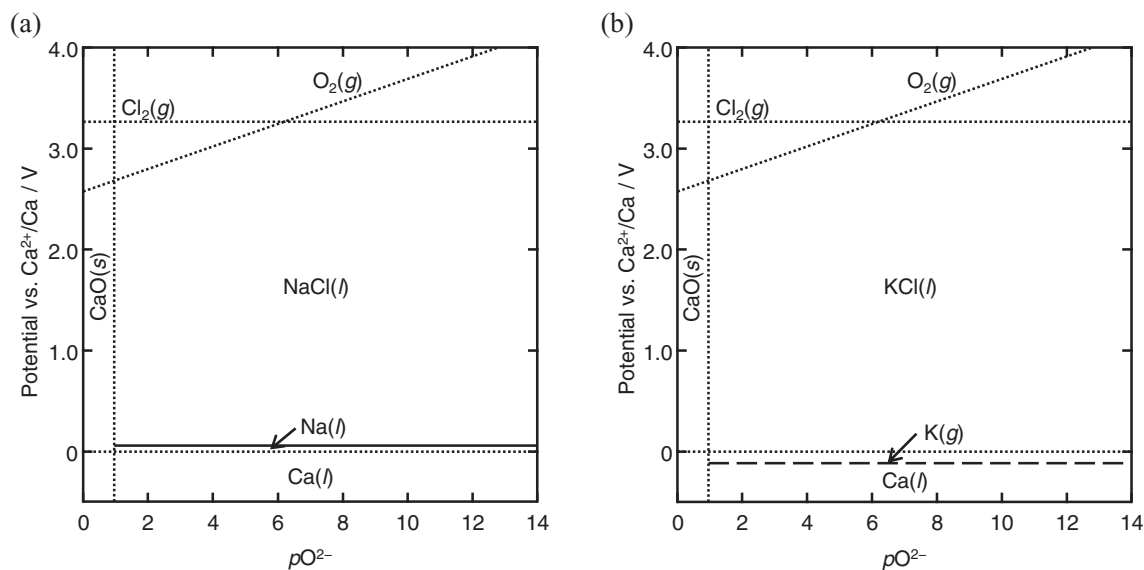 (a)
4.0
3.0
2.0
1.0
0
Potential vs. Ca²⁺/Ca / V
O₂(g)
Cl₂(g)
CaO(s)
NaCl(l)
Na(l)
Ca(l)
0 2 4 6 8 10 12 14
pO²⁻
(b)
4.0
3.0
2.0
1.0
0
Potential vs. Ca²⁺/Ca / V
O₂(g)
Cl₂(g)
CaO(s)
KCl(l)
K(g)
Ca(l)
0 2 4 6 8 10 12 14
pO²⁻